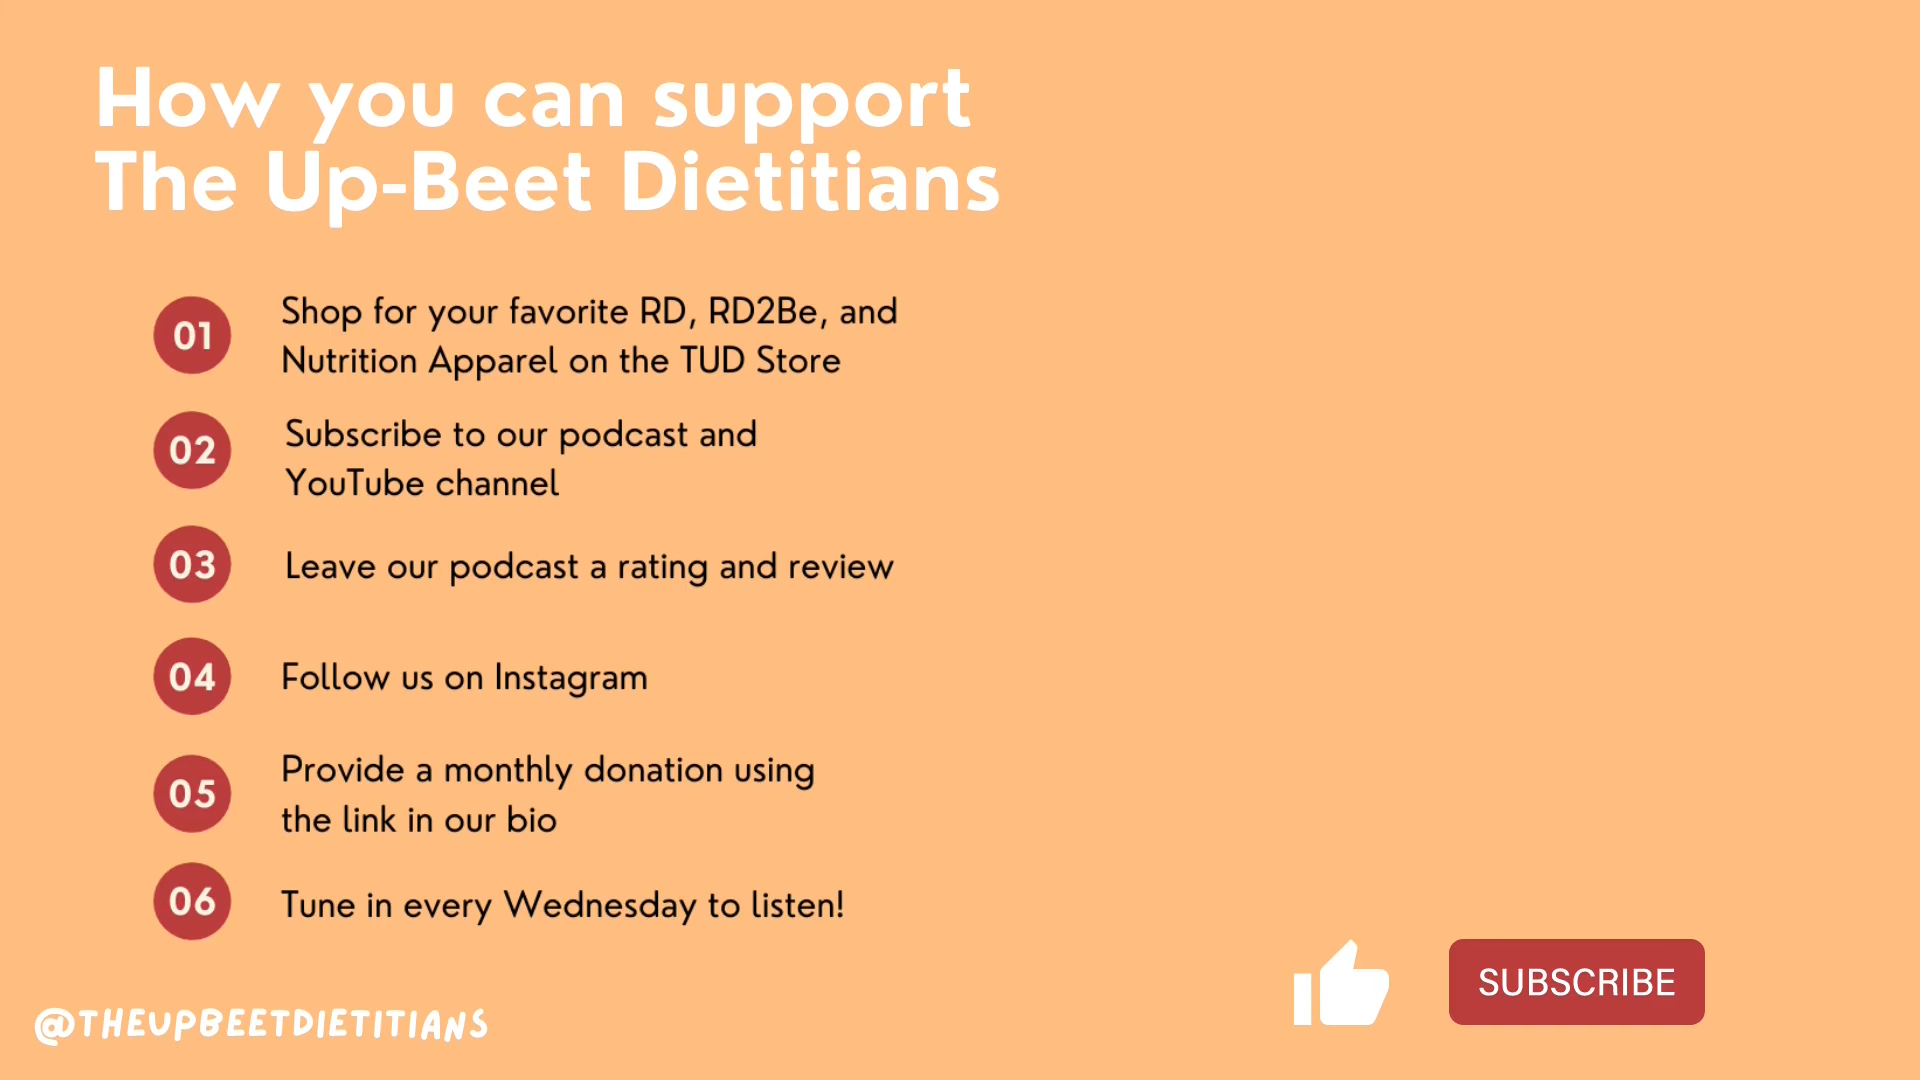 How you can support
The Up-Beet Dietitians
01
Shop for your favorite RD, RD2Be, and
Nutrition Apparel on the TUD Store
02
Subscribe to our podcast and
YouTube channel
03
Leave our podcast a rating and review
04
Follow us on Instagram
05
Provide a monthly donation using
the link in our bio
06
Tune in every Wednesday to listen!
SUBSCRIBE
@THEUPBEETDIETITIANS